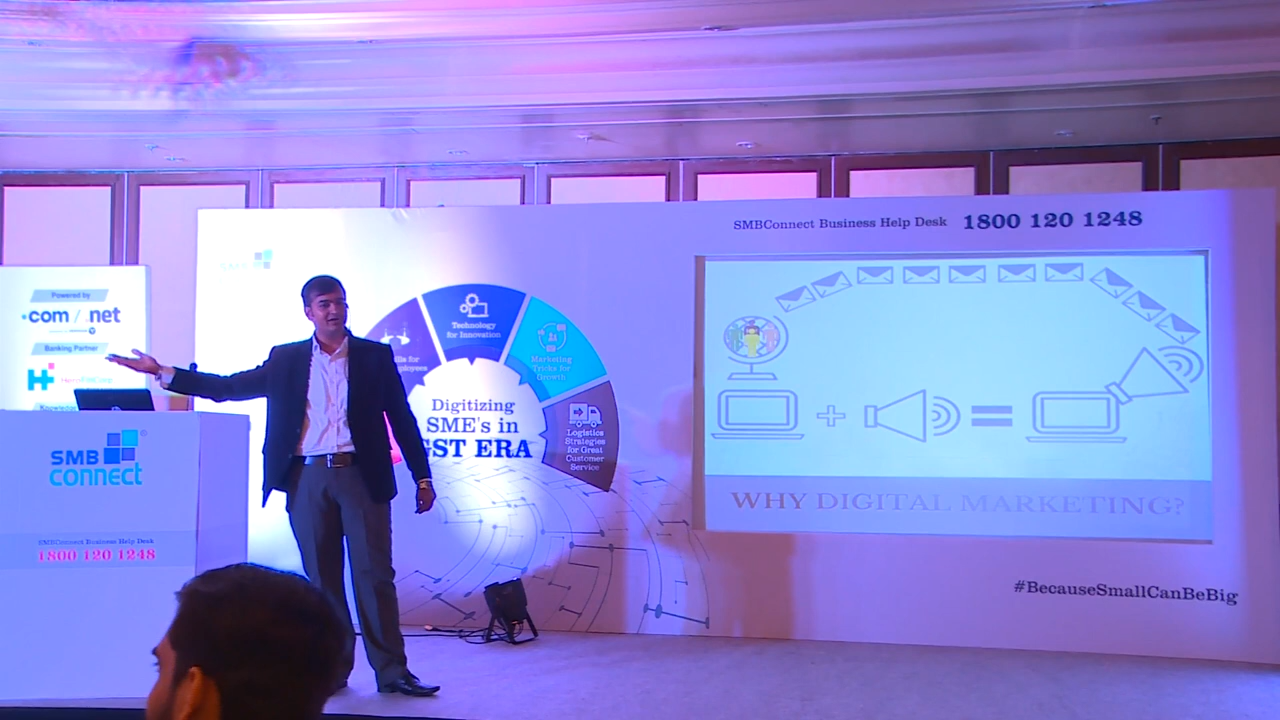 SMBConnect Business Help Desk 1800 120 1248
Powered by
.com / .net
Banking Partner
Technology
for Innovation
Marketing
Tricks for
Growth
Logistics
Strategies
for Great
Customer
Service
Digitizing
SME's in
GST ERA
WHY DIGITAL MARKETING?
#BecauseSmallCanBeBig
SMB
connect
SMBConnect Business Help Desk
1800 120 1248